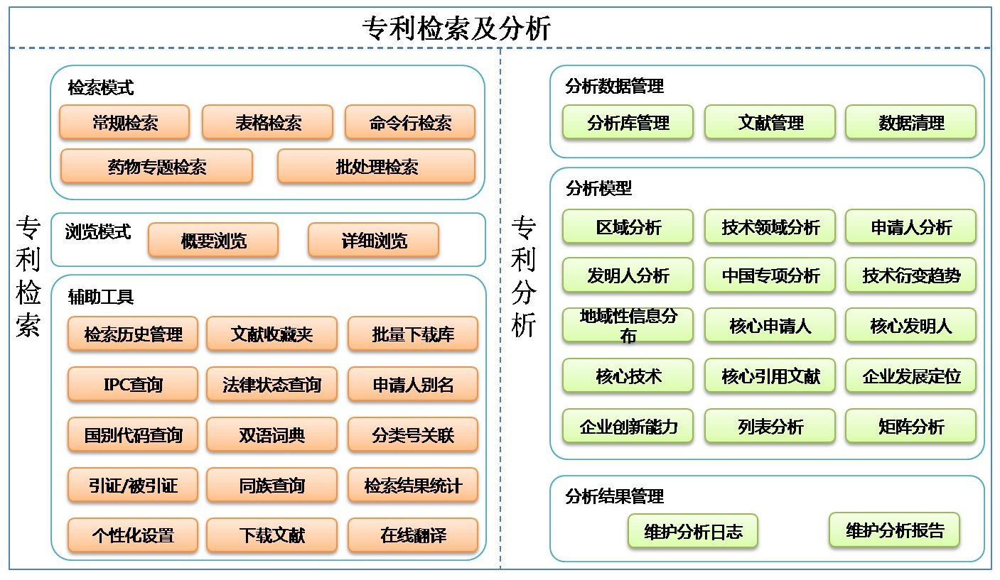 专利检索及分析
专利检索
检索模式
常规检索
表格检索
命令行检索
药物专题检索
批处理检索
浏览模式
概要浏览
详细浏览
辅助工具
检索历史管理
文献收藏夹
批量下载库
IPC查询
法律状态查询
申请人别名
国别代码查询
双语词典
分类号关联
引证/被引证
同族查询
检索结果统计
个性化设置
下载文献
在线翻译
专利分析
分析数据管理
分析库管理
文献管理
数据清理
分析模型
区域分析
技术领域分析
申请人分析
发明人分析
中国专项分析
技术衍变趋势
地域性信息分
布
核心申请人
核心发明人
核心技术
核心引用文献
企业发展定位
企业创新能力
列表分析
矩阵分析
分析结果管理
维护分析日志
维护分析报告